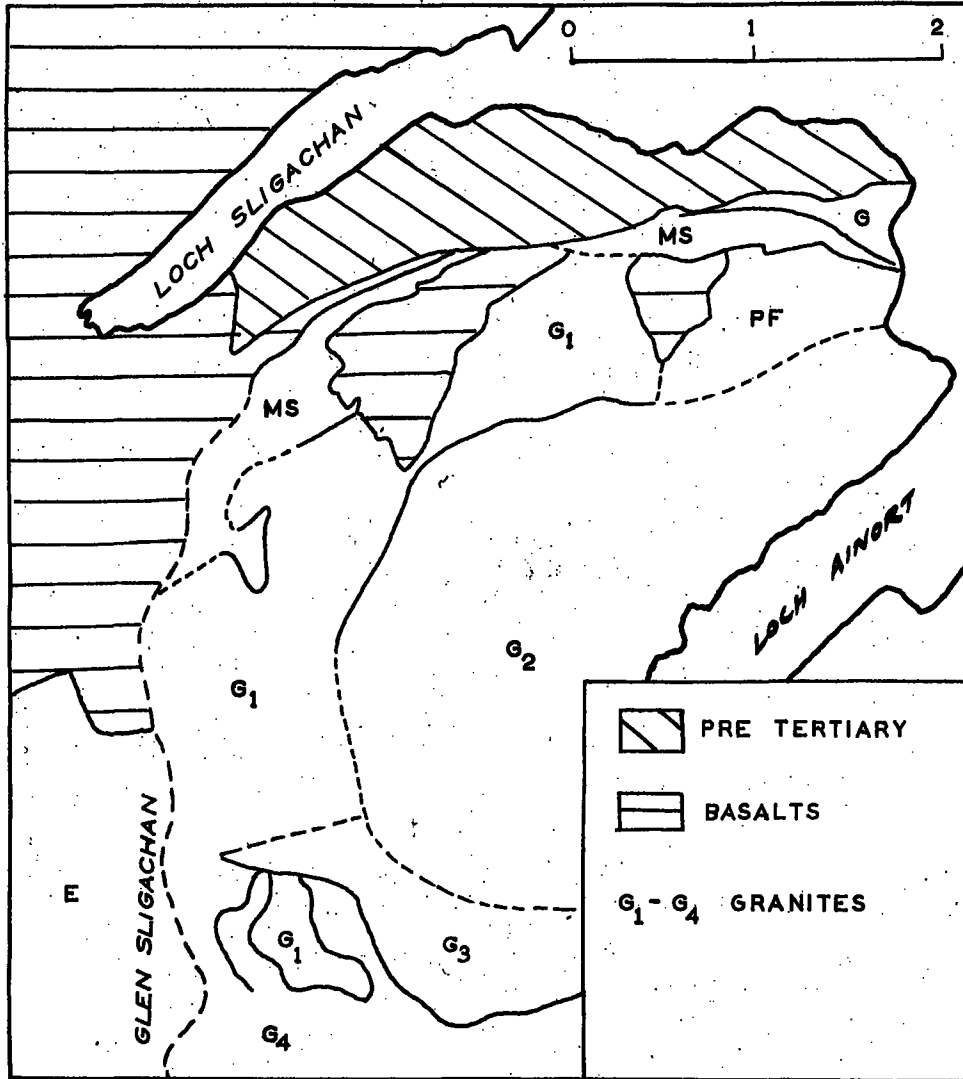 0 1 2
LOCH SLIGACHAN
G
MS
G₁
PF
MS
LOCH AINORT
G₂
G₁
PRE TERTIARY
BASALTS
E
GLEN SLIGACHAN
G₁-G₄ GRANITES
G₁
G₃
G₄